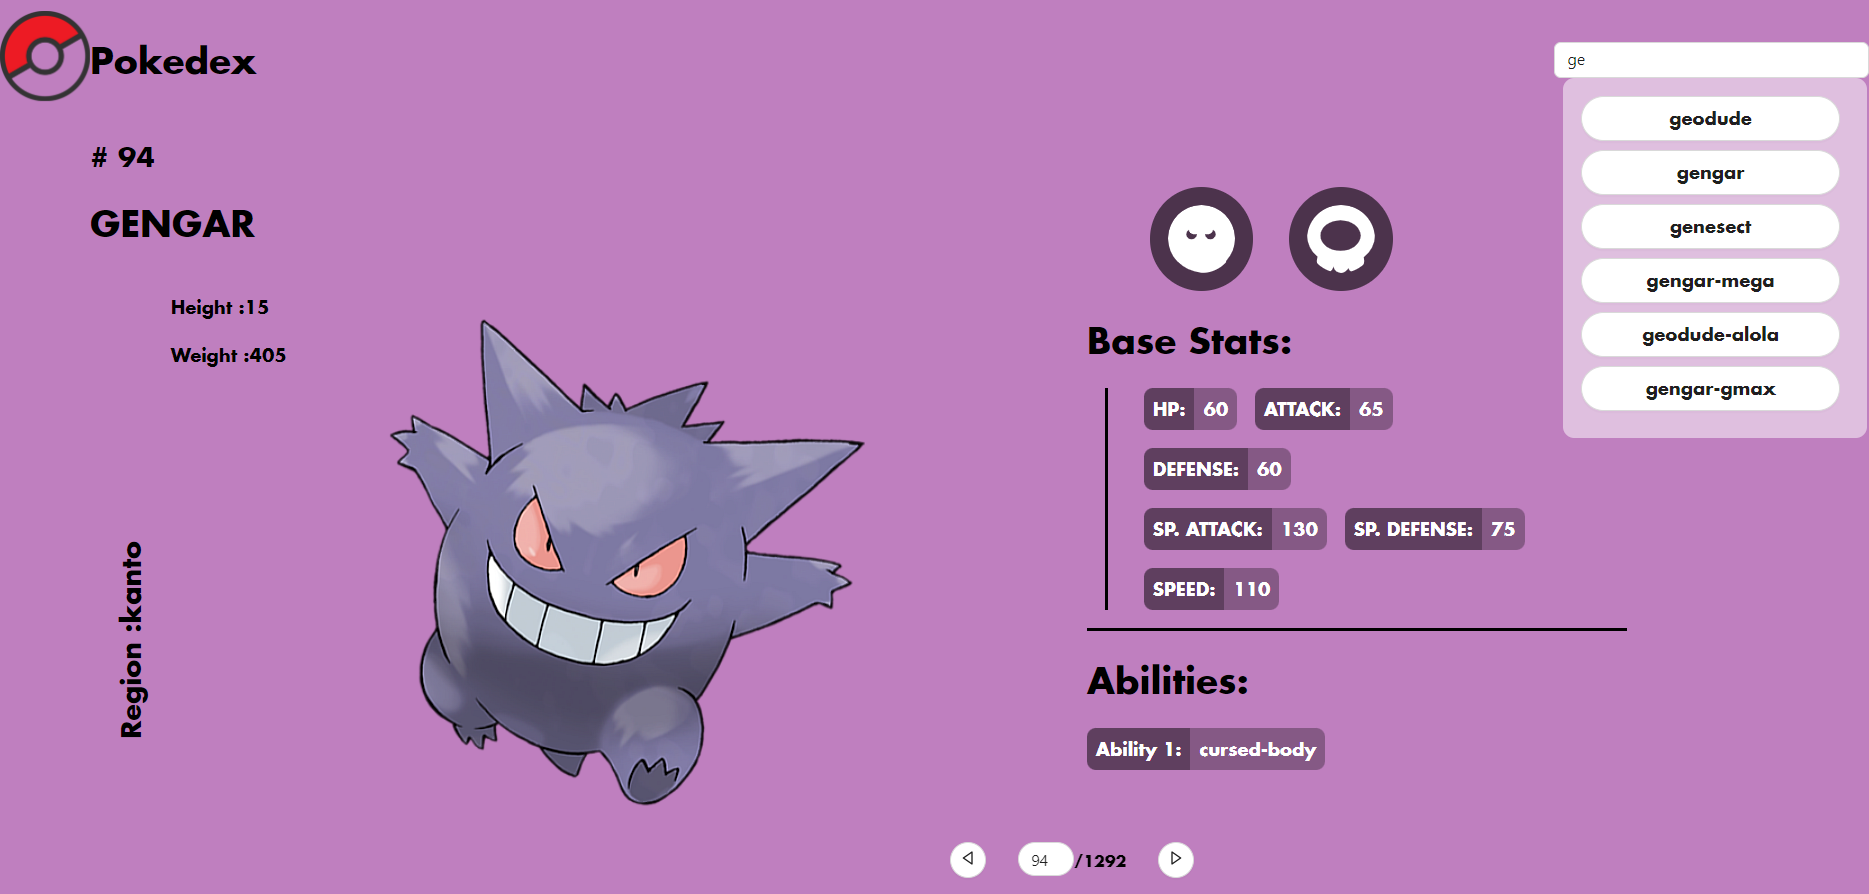 Pokedex
ge
geodude
gengar
genesect
gengar-mega
geodude-alola
gengar-gmax
# 94
GENGAR
Height :15
Weight :405
Region :kanto
Base Stats:
HP: 60 ATTACK: 65
DEFENSE: 60
SP. ATTACK: 130 SP. DEFENSE: 75
SPEED: 110
Abilities:
Ability 1: cursed-body
94 /1292